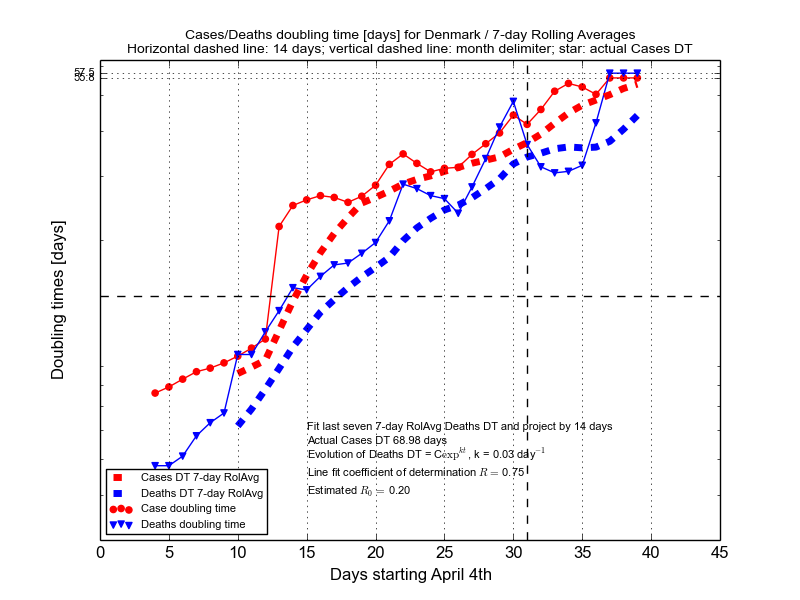 Cases/Deaths doubling time [days] for Denmark / 7-day Rolling Averages
Horizontal dashed line: 14 days; vertical dashed line: month delimiter; star: actual Cases DT
57.5
Doubling times [days]
Fit last seven 7-day RolAvg Deaths DT and project by 14 days
Actual Cases DT 68.98 days
Evolution of Deaths DT = Cexp^{kt}, k = 0.03 day^{-1}
Line fit coefficient of determination R = 0.75
Estimated R_0 = 0.20
Cases DT 7-day RolAvg
Deaths DT 7-day RolAvg
Case doubling time
Deaths doubling time
0 5 10 15 20 25 30 35 40 45
Days starting April 4th